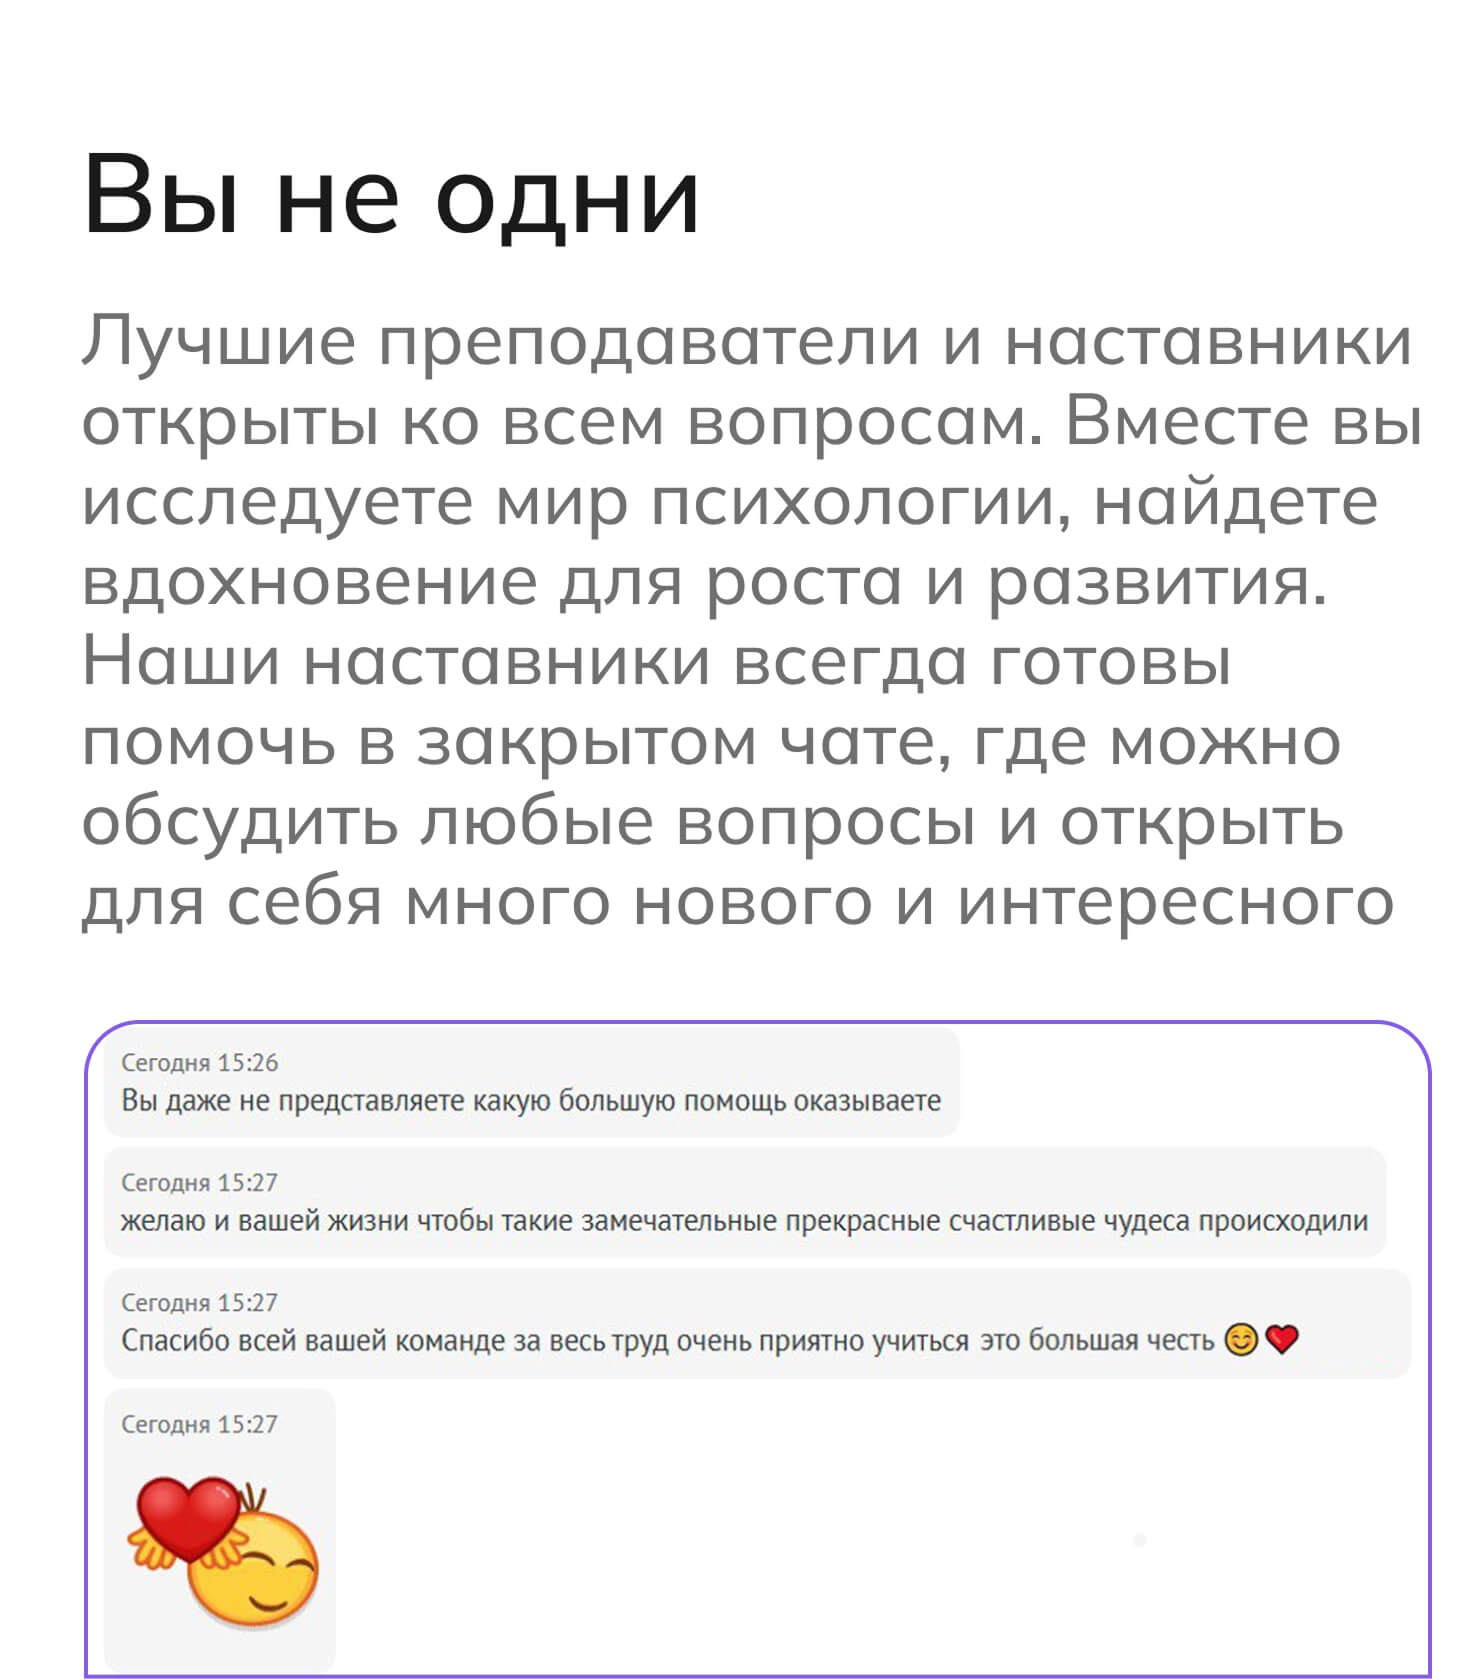 Вы не одни
Лучшие преподаватели и наставники
открыты ко всем вопросам. Вместе вы
исследуете мир психологии, найдете
вдохновение для роста и развития.
Наши наставники всегда готовы
помочь в закрытом чате, где можно
обсудить любые вопросы и открыть
для себя много нового и интересного
Сегодня 15:26
Вы даже не представляете какую большую помощь оказываете
Сегодня 15:27
желаю и вашей жизни чтобы такие замечательные прекрасные счастливые чудеса происходили
Сегодня 15:27
Спасибо всей вашей команде за весь труд очень приятно учиться это большая честь 😊❤️
Сегодня 15:27